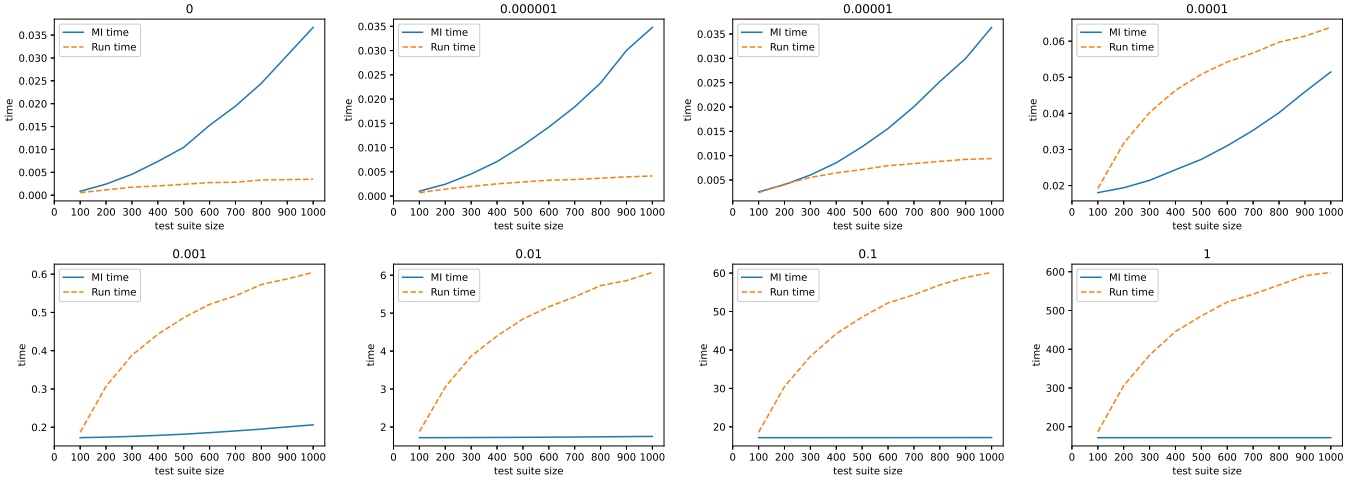 0
MI time
Run time
0.035
0.030
0.025
0.020
0.015
0.010
0.005
0.000
time
0 100 200 300 400 500 600 700 800 900 1000
test suite size
0.000001
MI time
Run time
0.035
0.030
0.025
0.020
0.015
0.010
0.005
0.000
time
0 100 200 300 400 500 600 700 800 900 1000
test suite size
0.00001
MI time
Run time
0.035
0.030
0.025
0.020
0.015
0.010
0.005
time
0 100 200 300 400 500 600 700 800 900 1000
test suite size
0.0001
MI time
Run time
0.06
0.05
0.04
0.03
0.02
time
0 100 200 300 400 500 600 700 800 900 1000
test suite size
0.001
MI time
Run time
0.6
0.5
0.4
0.3
0.2
time
0 100 200 300 400 500 600 700 800 900 1000
test suite size
0.01
MI time
Run time
6
5
4
3
2
time
0 100 200 300 400 500 600 700 800 900 1000
test suite size
0.1
MI time
Run time
60
50
40
30
20
time
0 100 200 300 400 500 600 700 800 900 1000
test suite size
1
MI time
Run time
600
500
400
300
200
time
0 100 200 300 400 500 600 700 800 900 1000
test suite size